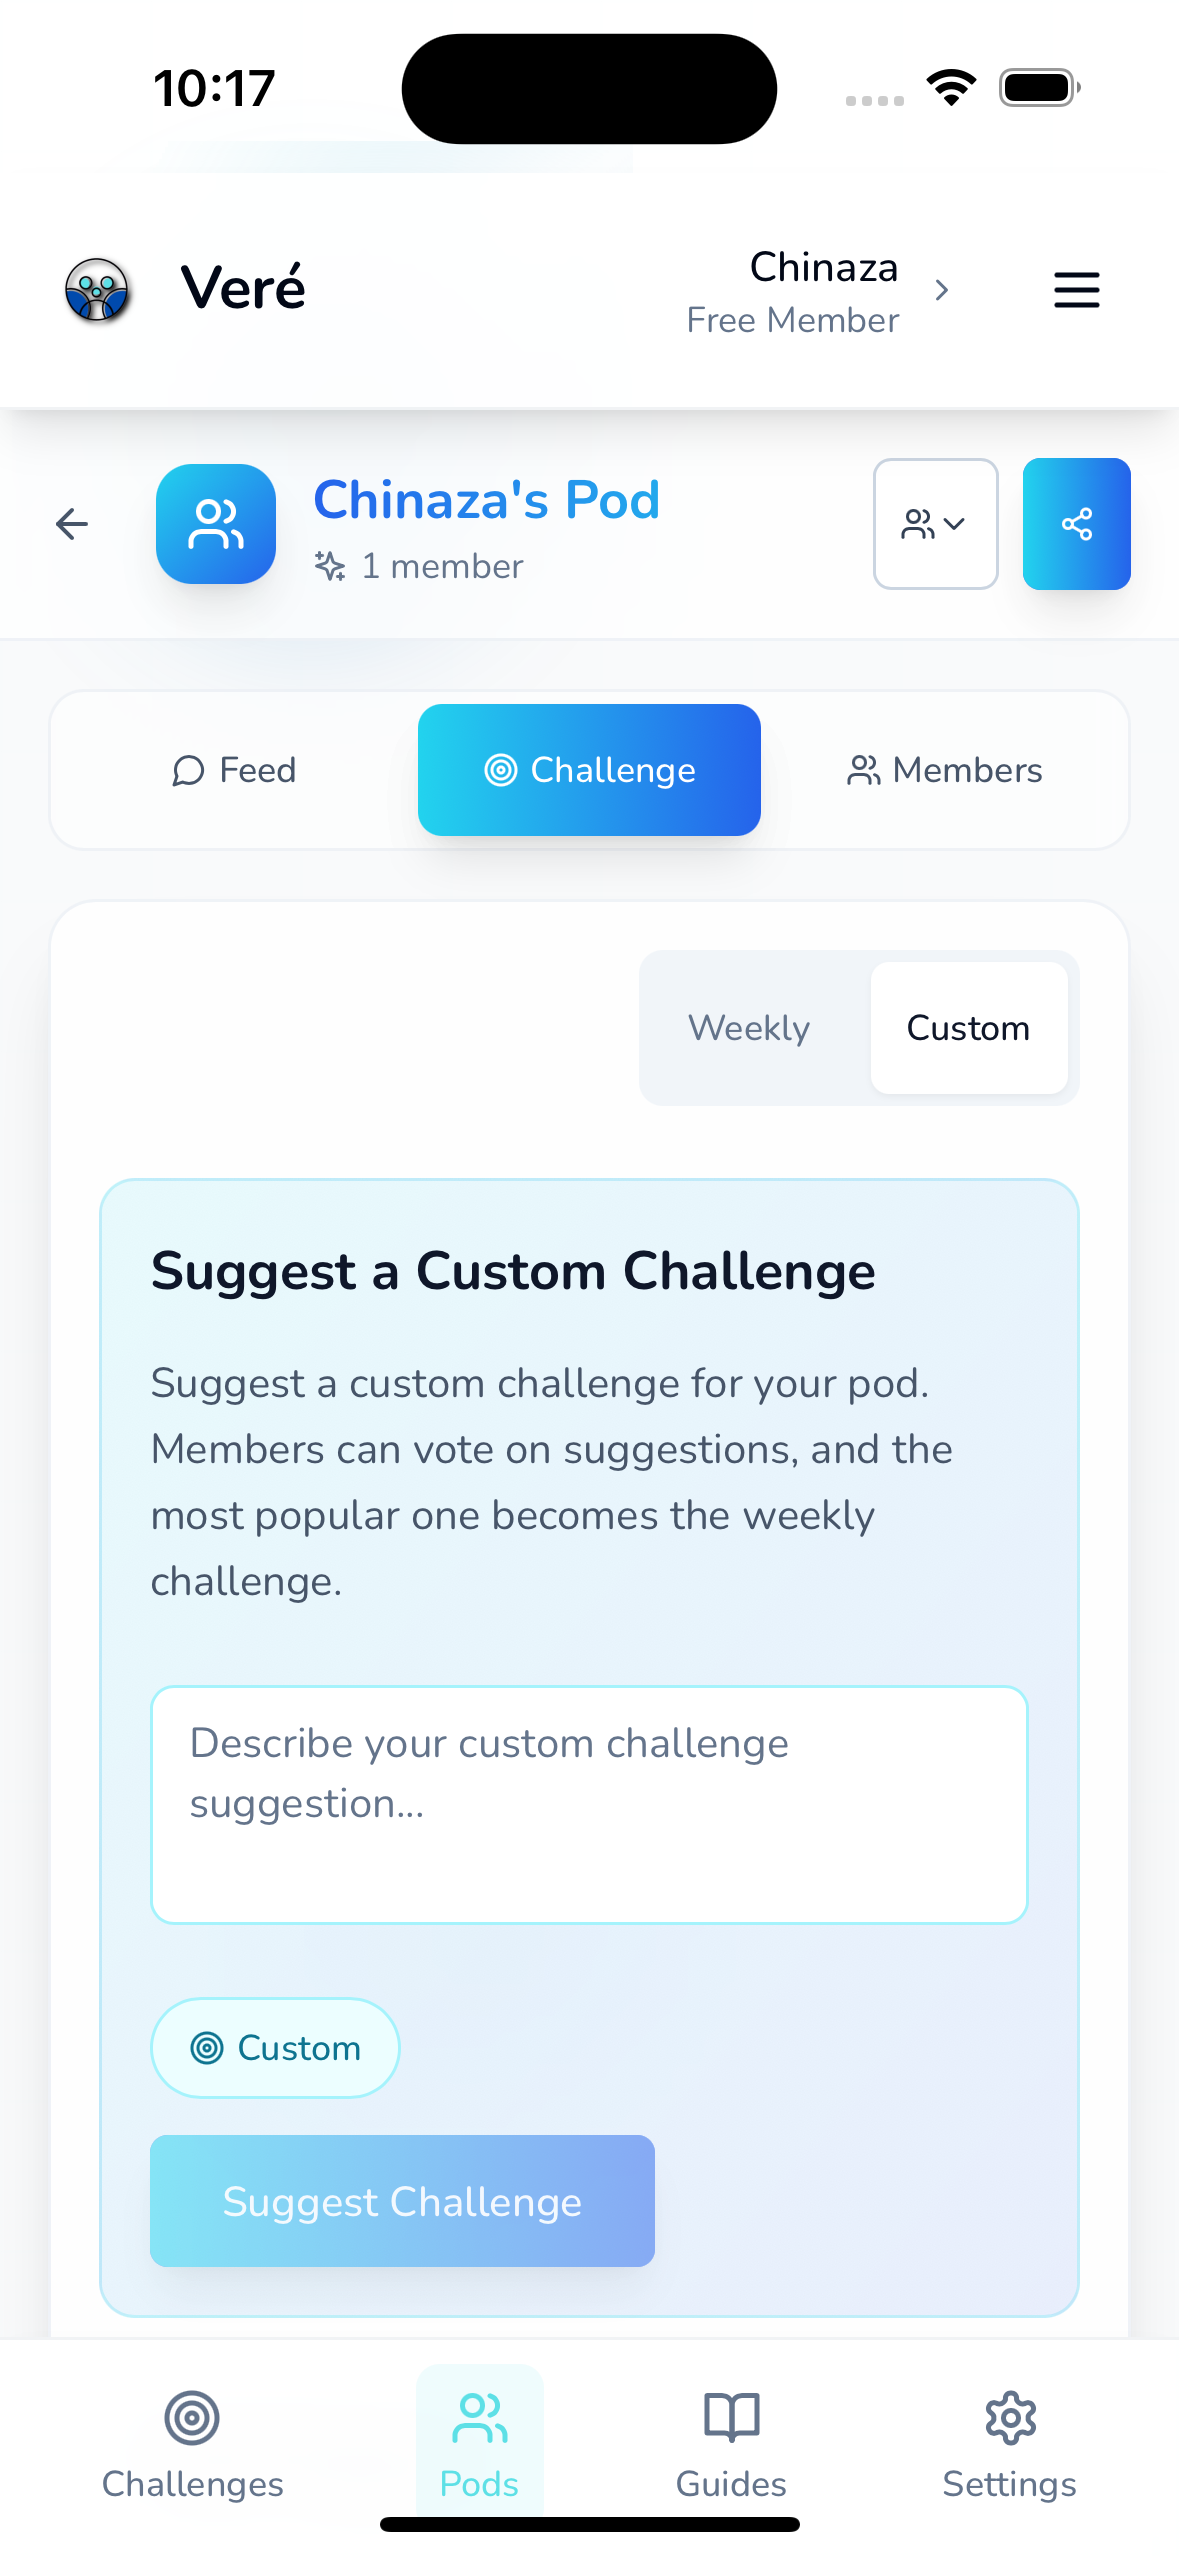 10:17
Veré
Chinaza
Free Member
Chinaza's Pod
1 member
Feed
Challenge
Members
Weekly
Custom
Suggest a Custom Challenge
Suggest a custom challenge for your pod.
Members can vote on suggestions, and the
most popular one becomes the weekly
challenge.
Describe your custom challenge
suggestion...
Custom
Suggest Challenge
Challenges
Pods
Guides
Settings